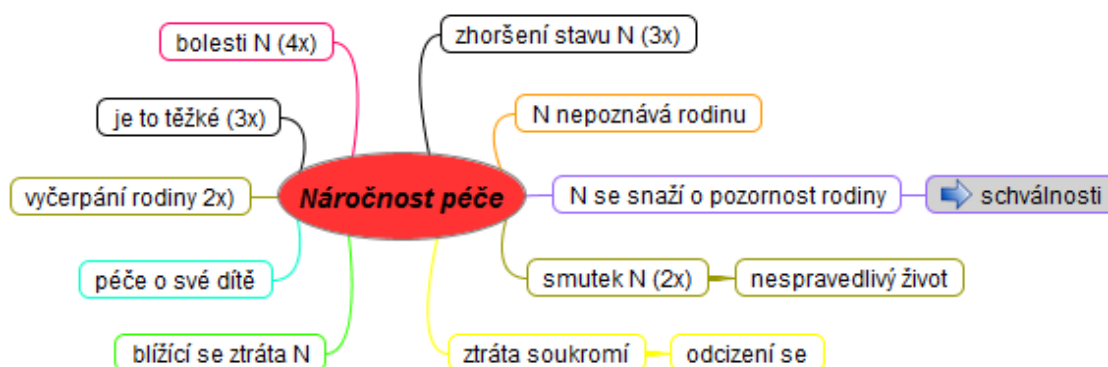 bolesti N (4x)
zhoršení stavu N (3x)
je to těžké (3x)
N nepoznává rodinu
vyčerpání rodiny 2x)
Náročnost péče
N se snaží o pozornost rodiny
schválnosti
péče o své dítě
smutek N (2x)
nespravedlivý život
blížící se ztráta N
ztráta soukromí
odcizení se